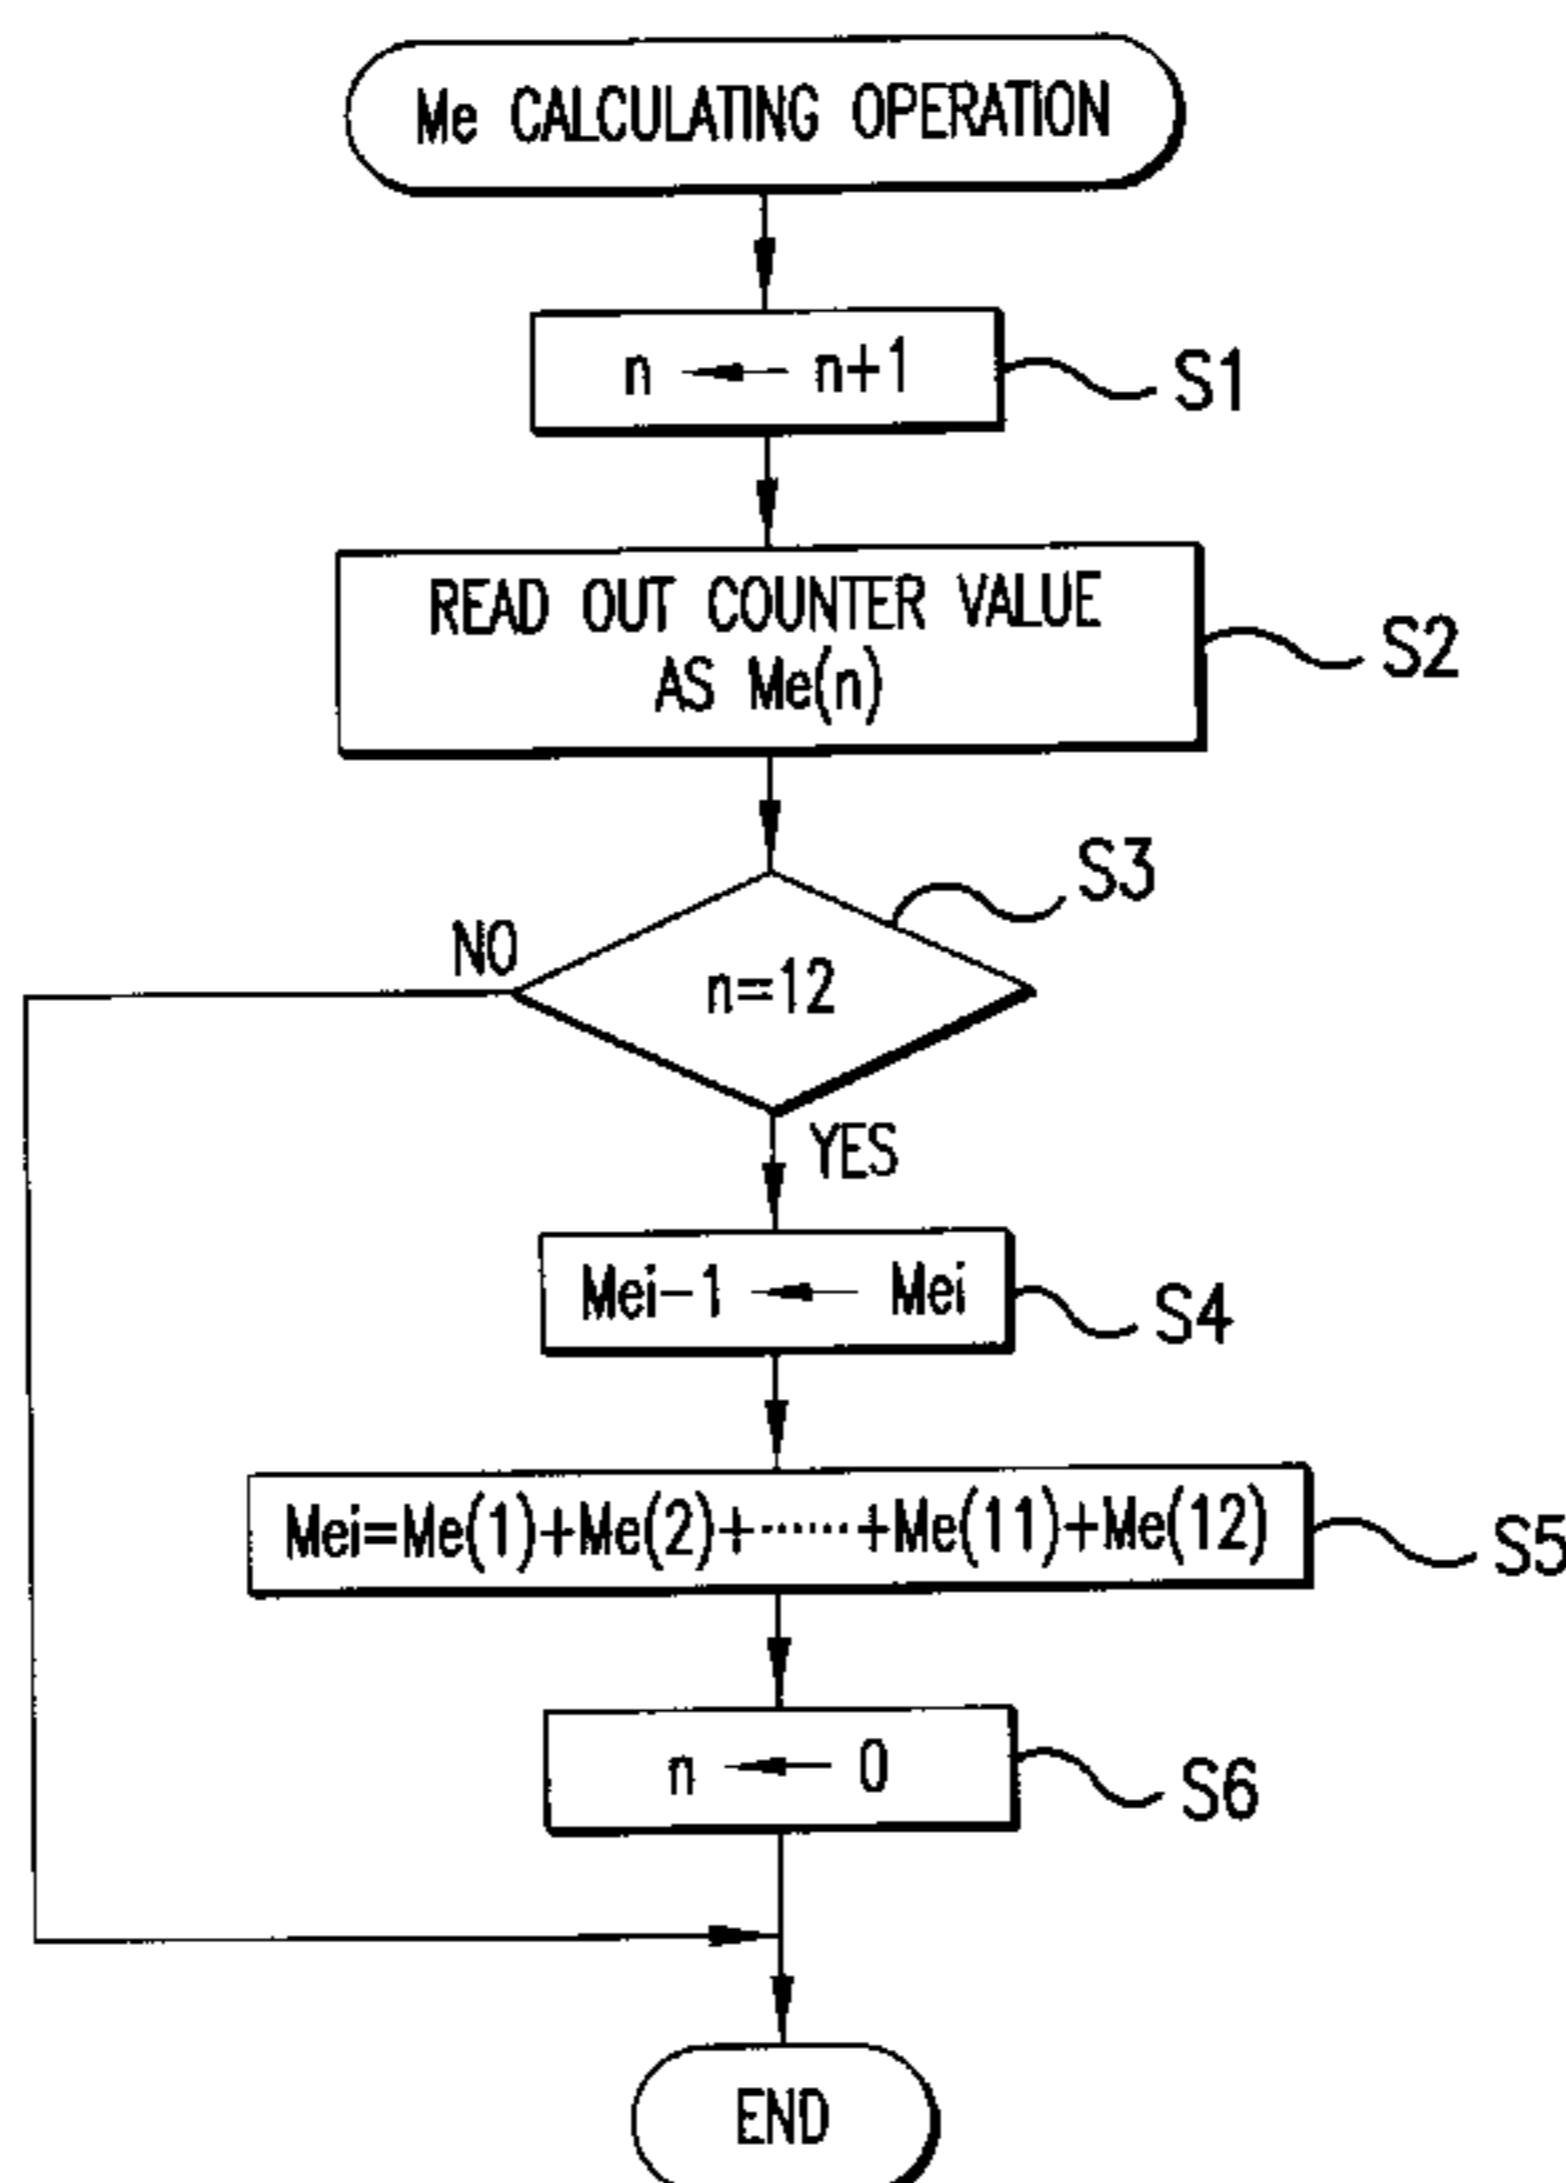 Me CALCULATING OPERATION
n ← n+1
S1
READ OUT COUNTER VALUE
AS Me(n)
S2
S3
NO
n=12
YES
Mei-1 ← Mei
S4
Mei=Me(1)+Me(2)+······+Me(11)+Me(12)
S5
n ← 0
S6
END